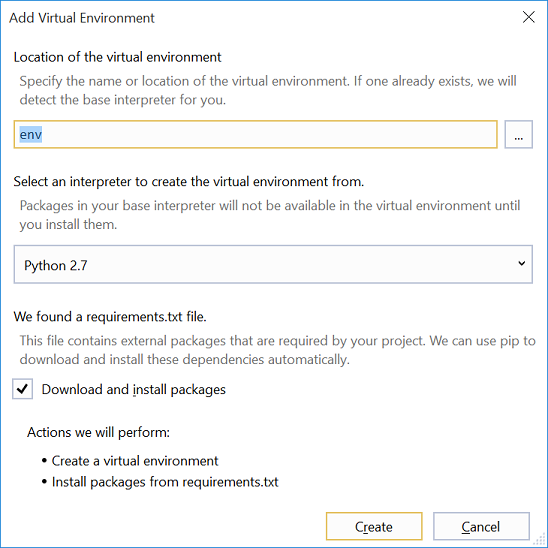 Add Virtual Environment
Location of the virtual environment
Specify the name or location of the virtual environment. If one already exists, we will
detect the base interpreter for you.
env
...
Select an interpreter to create the virtual environment from.
Packages in your base interpreter will not be available in the virtual environment until
you install them.
Python 2.7
We found a requirements.txt file.
This file contains external packages that are required by your project. We can use pip to
download and install these dependencies automatically.
Download and install packages
Actions we will perform:
• Create a virtual environment
• Install packages from requirements.txt
Create Cancel